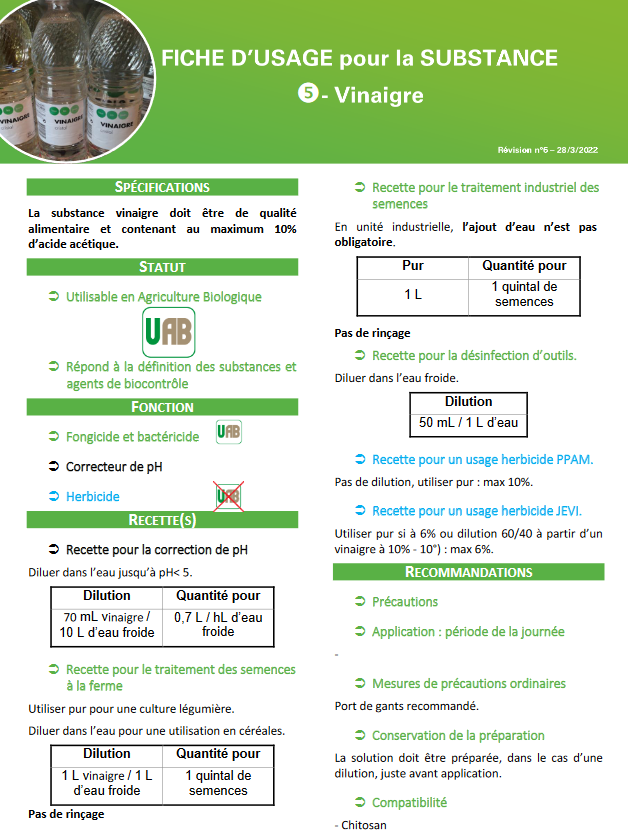 VINAIGRE
VINAIGRE
FICHE D'USAGE pour la SUBSTANCE
❺- Vinaigre
Révision n°6 – 28/3/2022
SPÉCIFICATIONS
La substance vinaigre doit être de qualité
alimentaire et contenant au maximum 10%
d'acide acétique.
STATUT
➲ Utilisable en Agriculture Biologique
UAB
➲ Répond à la définition des substances et
agents de biocontrôle
FONCTION
➲ Fongicide et bactéricide UAB
➲ Correcteur de pH
➲ Herbicide UAB
RECETTE(S)
➲ Recette pour la correction de pH
Diluer dans l'eau jusqu'à pH< 5.
Dilution Quantité pour
70 mL vinaigre / 0,7 L / hL d'eau
10 L d'eau froide froide
➲ Recette pour le traitement des semences
à la ferme
Utiliser pur pour une culture légumière.
Diluer dans l'eau pour une utilisation en céréales.
Dilution Quantité pour
1 L vinaigre / 1 L 1 quintal de
d'eau froide semences
Pas de rinçage
➲ Recette pour le traitement industriel des
semences
En unité industrielle, l'ajout d'eau n'est pas
obligatoire.
Pur Quantité pour
1 L 1 quintal de
semences
Pas de rinçage
➲ Recette pour la désinfection d'outils.
Diluer dans l'eau froide.
Dilution
50 mL / 1 L d'eau
➲ Recette pour un usage herbicide PPAM.
Pas de dilution, utiliser pur : max 10%.
➲ Recette pour un usage herbicide JEVI.
Utiliser pur si à 6% ou dilution 60/40 à partir d'un
vinaigre à 10% - 10°) : max 6%.
RECOMMANDATIONS
➲ Précautions
➲ Application : période de la journée
-
➲ Mesures de précautions ordinaires
Port de gants recommandé.
➲ Conservation de la préparation
La solution doit être préparée, dans le cas d'une
dilution, juste avant application.
➲ Compatibilité
- Chitosan